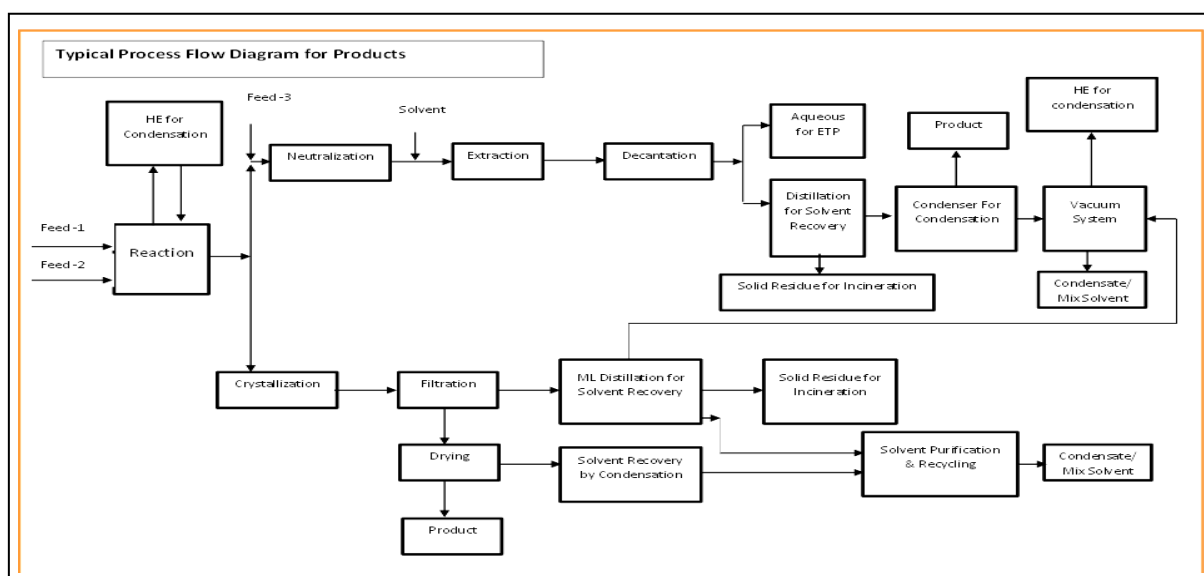 Typical Process Flow Diagram for Products
Feed -3
Solvent
HE for
Condensation
Neutralization
Extraction
Decantation
Aqueous
for ETP
Product
HE for
condensation
Distillation
for Solvent
Recovery
Condenser For
Condensation
Vacuum
System
Feed -1
Feed -2
Reaction
Solid Residue for Incineration
Condensate/
Mix Solvent
Crystallization
Filtration
ML Distillation for
Solvent Recovery
Solid Residue for
Incineration
Drying
Solvent Recovery
by Condensation
Solvent Purification
& Recycling
Condensate/
Mix Solvent
Product